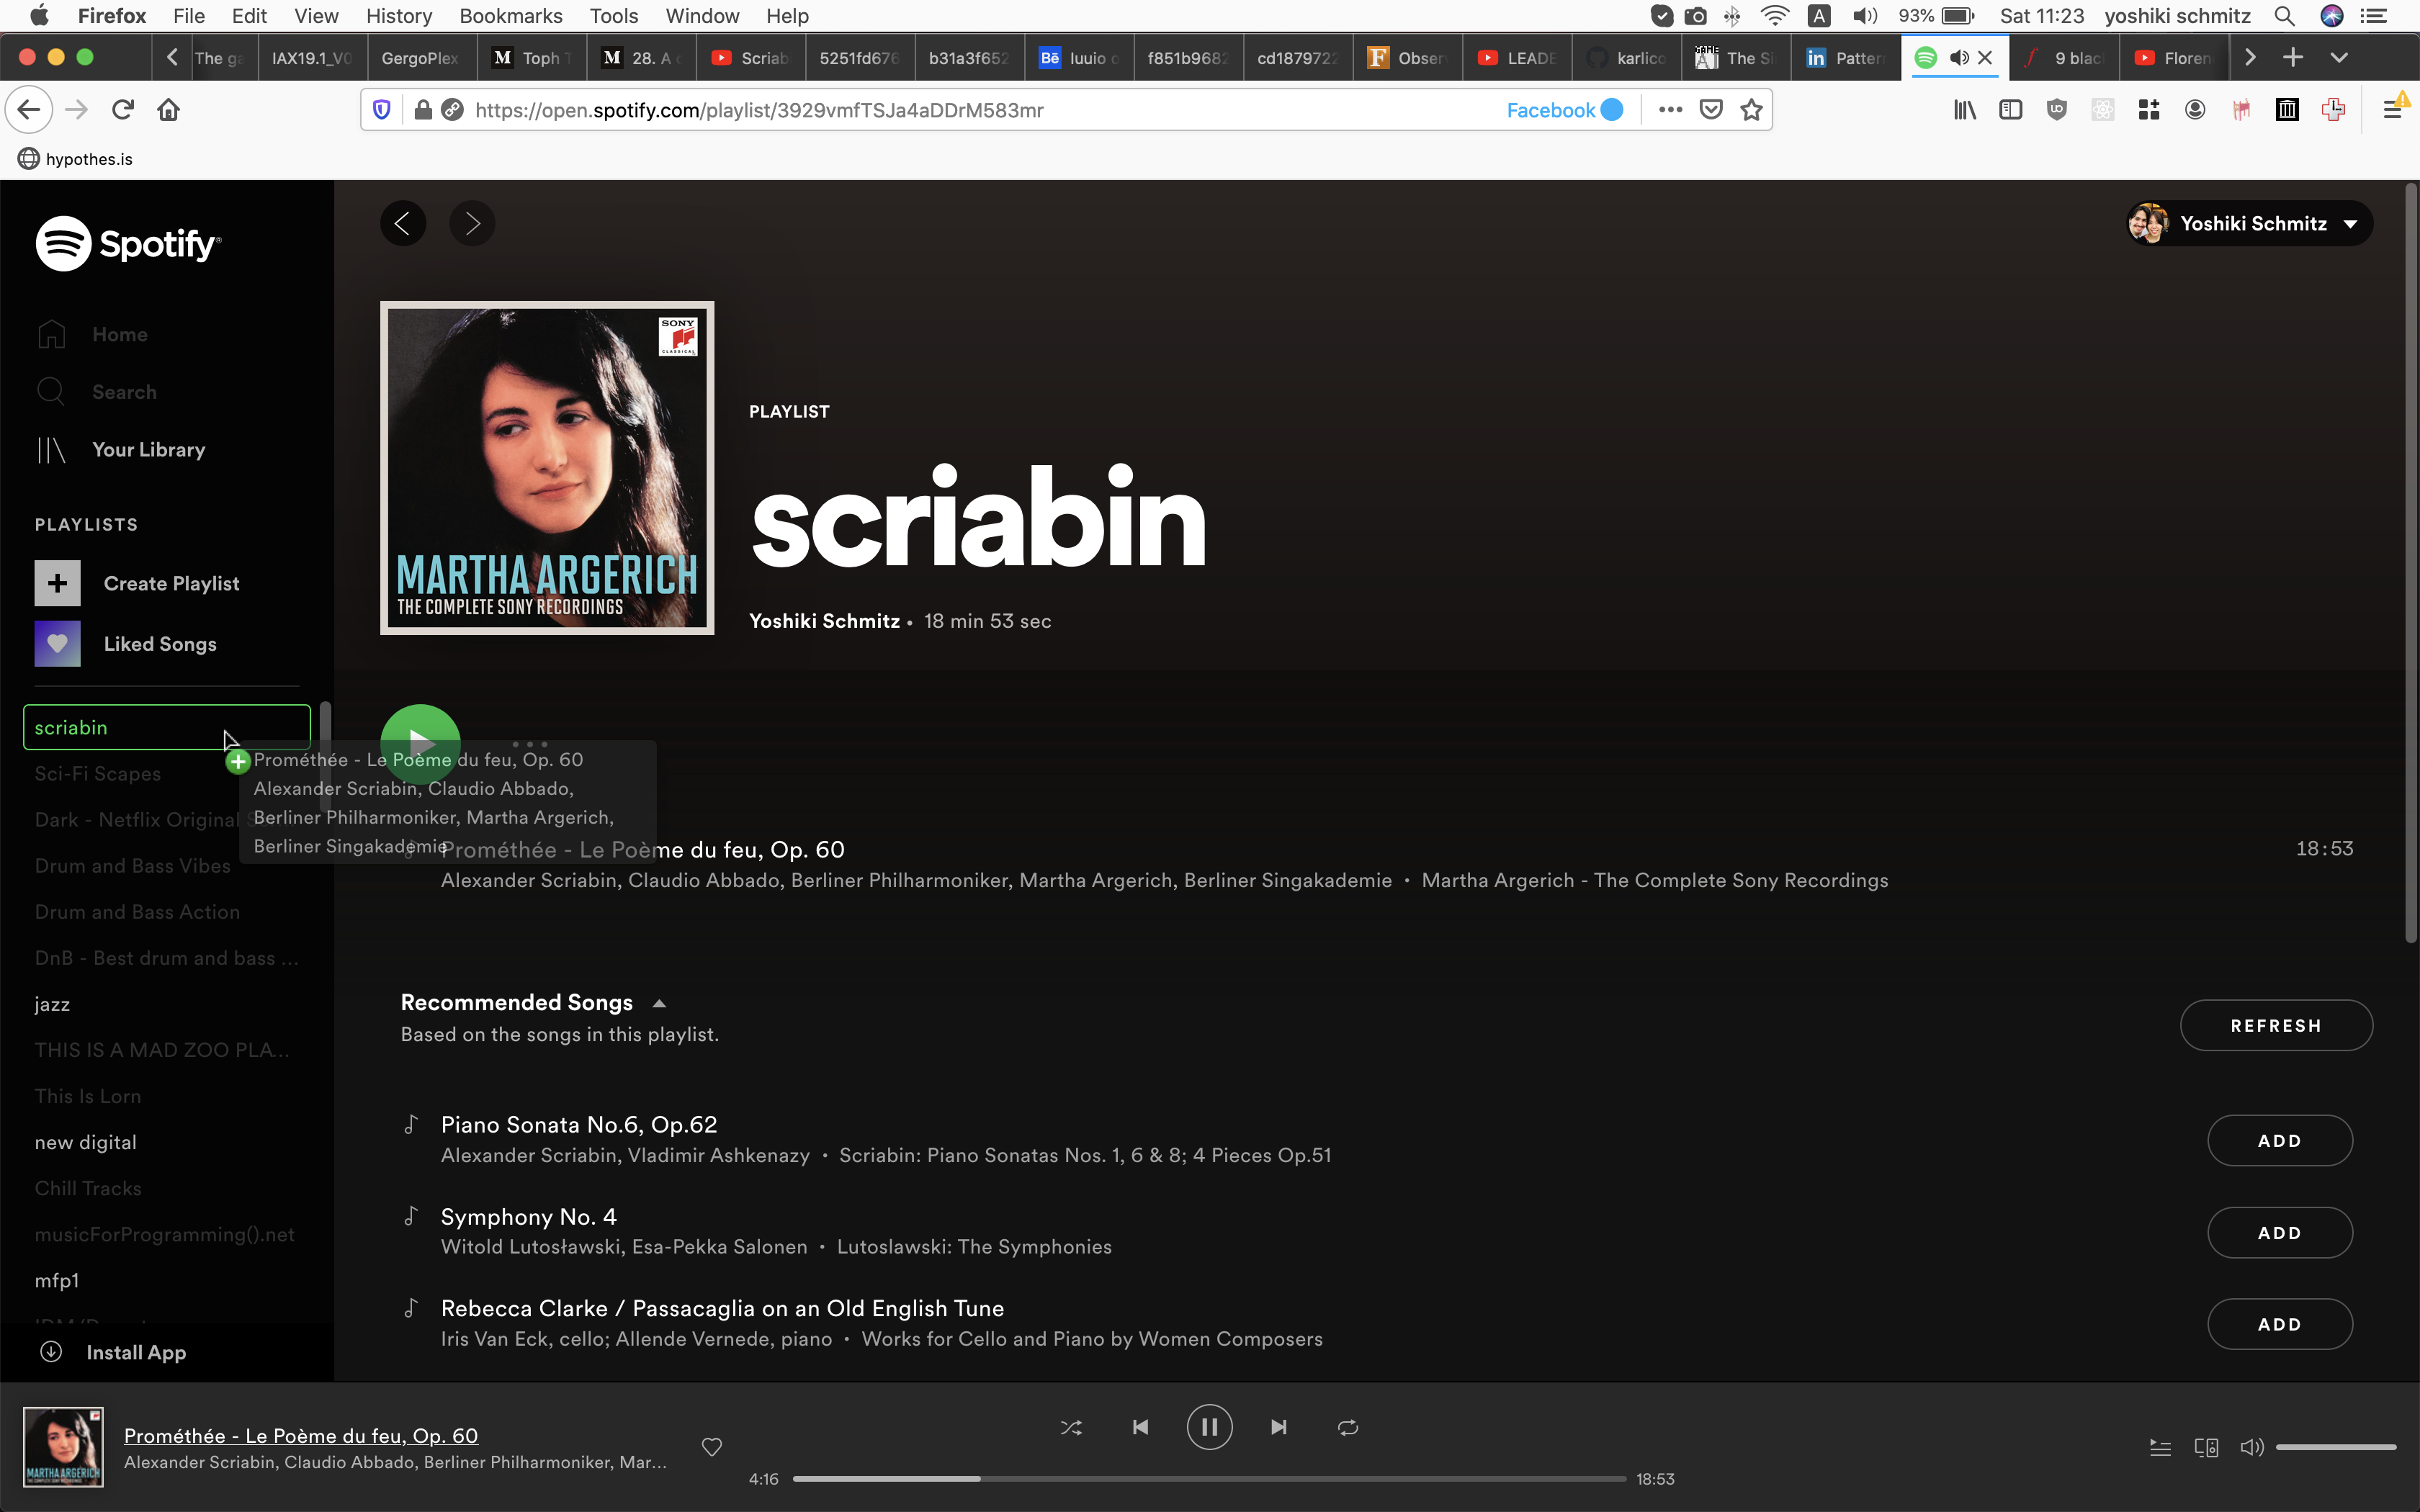 Firefox File Edit View History Bookmarks Tools Window Help
A 93% Sat 11:23 yoshiki schmitz
The ga IAX19.1_V0 GergoPlex M Toph T M 28. A Scriab 5251fd676 b31a3f652 Bē luuio f851b9682 cd1879722 F Obser LEADE karlico GAME The Si in Patter 9 blac Floren
https://open.spotify.com/playlist/3929vmfTSJa4aDDrM583mr Facebook
hypothes.is
Spotify
Yoshiki Schmitz
Home
Search
Your Library
PLAYLISTS
Create Playlist
Liked Songs
SONY
CLASSICAL
MARTHA ARGERICH
THE COMPLETE SONY RECORDINGS
PLAYLIST
scriabin
Yoshiki Schmitz • 18 min 53 sec
scriabin
Sci-Fi Scapes
Dark - Netflix Original
Drum and Bass Vibes
Drum and Bass Action
DnB - Best drum and bass ...
jazz
THIS IS A MAD ZOO PLA...
This Is Lorn
new digital
Chill Tracks
musicForProgramming().net
mfp1
Install App
Prométhée - Le Poème du feu, Op. 60
Alexander Scriabin, Claudio Abbado,
Berliner Philharmoniker, Martha Argerich,
Berliner Singakademie
Prométhée - Le Poème du feu, Op. 60
18:53
Alexander Scriabin, Claudio Abbado, Berliner Philharmoniker, Martha Argerich, Berliner Singakademie • Martha Argerich - The Complete Sony Recordings
Recommended Songs
Based on the songs in this playlist.
REFRESH
Piano Sonata No.6, Op.62
Alexander Scriabin, Vladimir Ashkenazy • Scriabin: Piano Sonatas Nos. 1, 6 & 8; 4 Pieces Op.51
ADD
Symphony No. 4
Witold Lutosławski, Esa-Pekka Salonen • Lutoslawski: The Symphonies
ADD
Rebecca Clarke / Passacaglia on an Old English Tune
Iris Van Eck, cello; Allende Vernede, piano • Works for Cello and Piano by Women Composers
ADD
MARTHA ARGERICH
Prométhée - Le Poème du feu, Op. 60
Alexander Scriabin, Claudio Abbado, Berliner Philharmoniker, Mar...
4:16
18:53